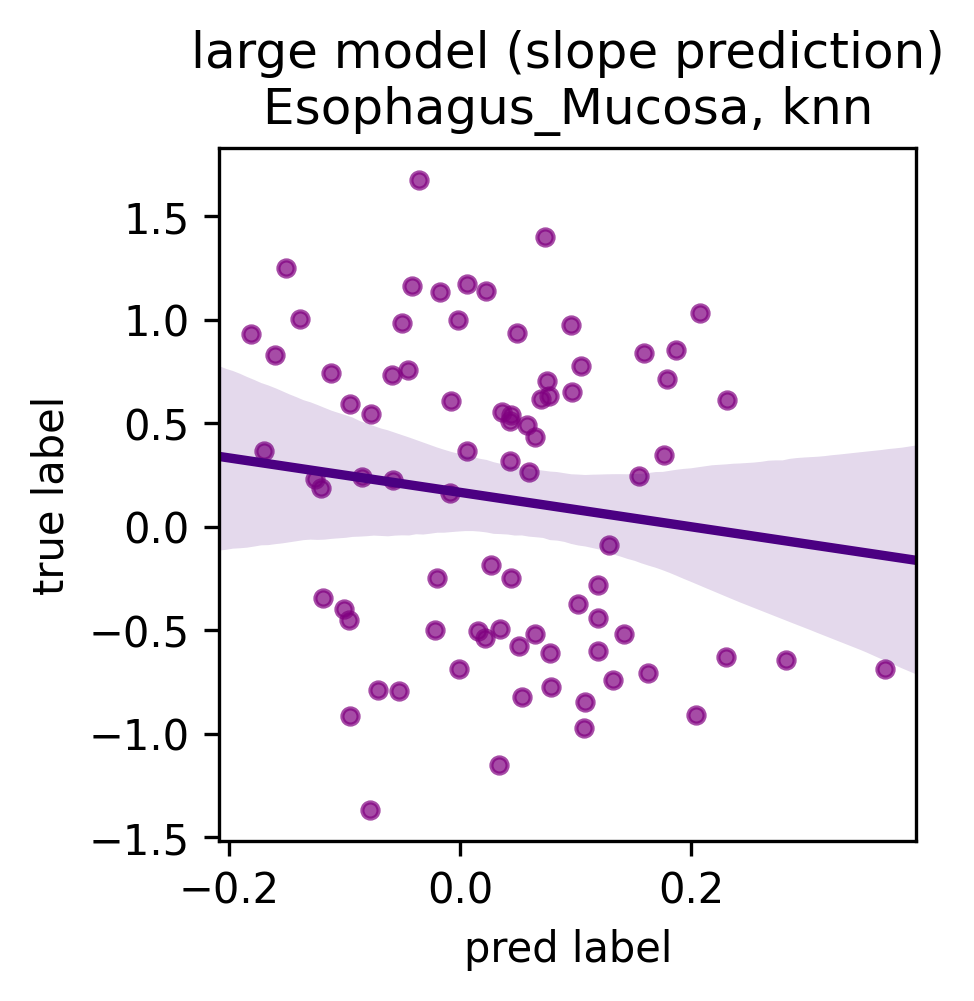 large model (slope prediction)
Esophagus_Mucosa, knn
1.5
1.0
0.5
0.0
−0.5
−1.0
−1.5
true label
−0.2
0.0
0.2
pred label